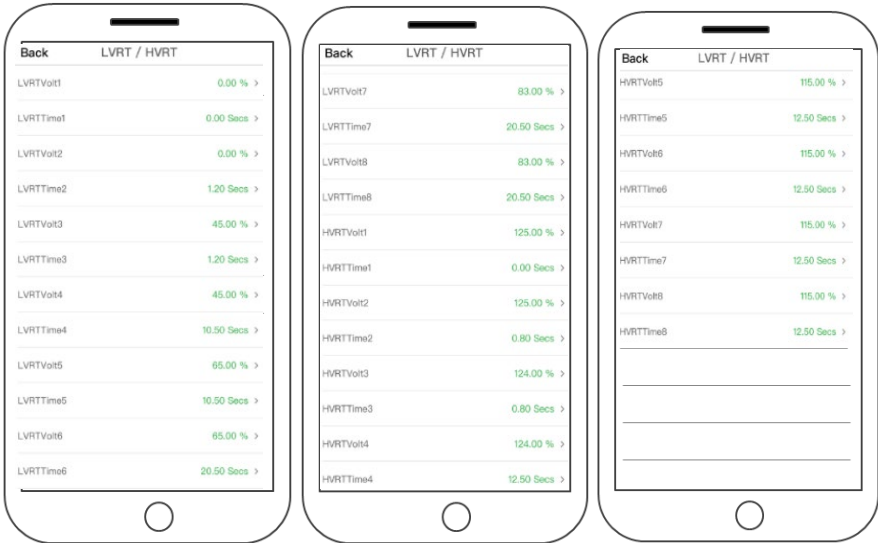 Back LVRT / HVRT
LVRTVolt1 0.00 % >
LVRTTime1 0.00 Secs >
LVRTVolt2 0.00 % >
LVRTTime2 1.20 Secs >
LVRTVolt3 45.00 % >
LVRTTime3 1.20 Secs >
LVRTVolt4 45.00 % >
LVRTTime4 10.50 Secs >
LVRTVolt5 65.00 % >
LVRTTime5 10.50 Secs >
LVRTVolt6 65.00 % >
LVRTTime6 20.50 Secs >
Back LVRT / HVRT
LVRTVolt7 83.00 % >
LVRTTime7 20.50 Secs >
LVRTVolt8 83.00 % >
LVRTTime8 20.50 Secs >
HVRTVolt1 125.00 % >
HVRTTime1 0.00 Secs >
HVRTVolt2 125.00 % >
HVRTTime2 0.80 Secs >
HVRTVolt3 124.00 % >
HVRTTime3 0.80 Secs >
HVRTVolt4 124.00 % >
HVRTTime4 12.50 Secs >
Back LVRT / HVRT
HVRTVolt5 115.00 % >
HVRTTime5 12.50 Secs >
HVRTVolt6 115.00 % >
HVRTTime6 12.50 Secs >
HVRTVolt7 115.00 % >
HVRTTime7 12.50 Secs >
HVRTVolt8 115.00 % >
HVRTTime8 12.50 Secs >